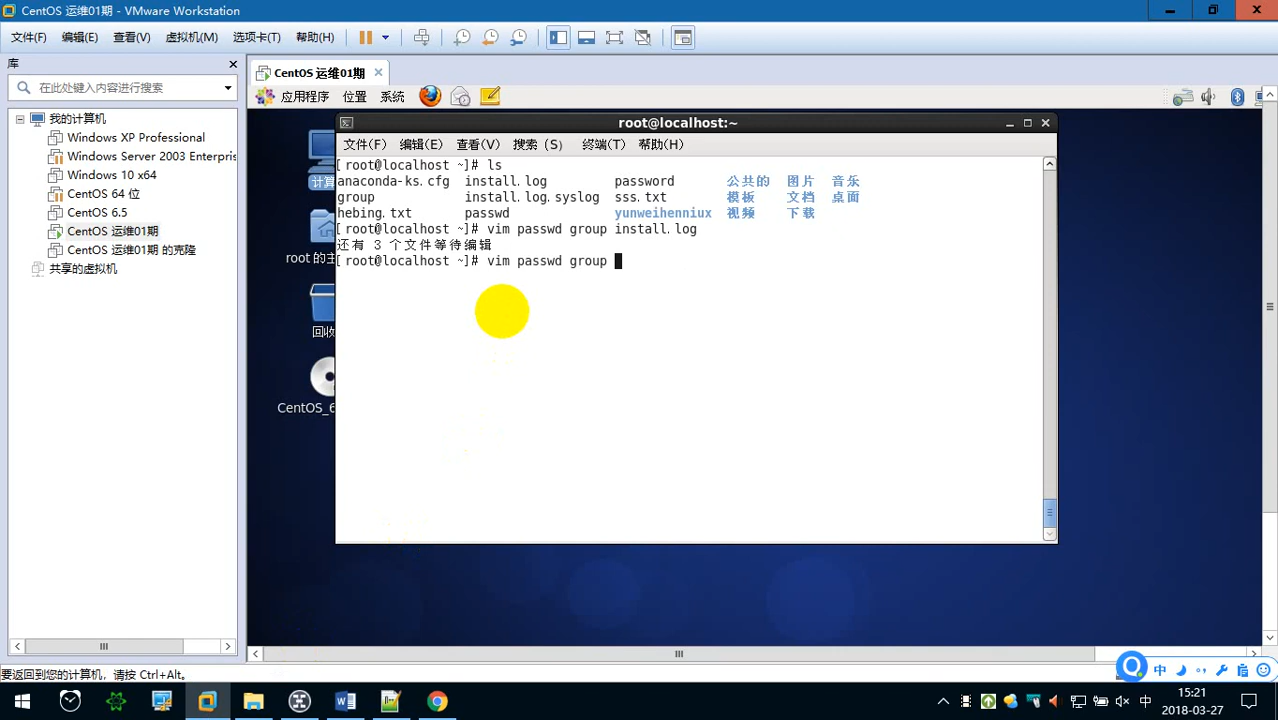 CentOS 运维01期 - VMware Workstation
文件(F) 编辑(E) 查看(V) 虚拟机(M) 选项卡(T) 帮助(H)
库
在此处键入内容进行搜索
我的计算机
Windows XP Professional
Windows Server 2003 Enterpris
Windows 10 x64
CentOS 64 位
CentOS 6.5
CentOS 运维01期
CentOS 运维01期 的克隆
共享的虚拟机
CentOS 运维01期
应用程序 位置 系统
计算
root 的主
回收
CentOS_6
root@localhost:~
文件(F) 编辑(E) 查看(V) 搜索 (S) 终端(T) 帮助(H)
[root@localhost ~]# ls
anaconda-ks.cfg install.log password 公共的 图片 音乐
group install.log.syslog sss.txt 模板 文档 桌面
hebing.txt passwd yunweihenniux 视频 下载
[root@localhost ~]# vim passwd group install.log
还有 3 个文件等待编辑
[root@localhost ~]# vim passwd group
要返回到您的计算机，请按 Ctrl+Alt。
中
中
15:21
2018-03-27